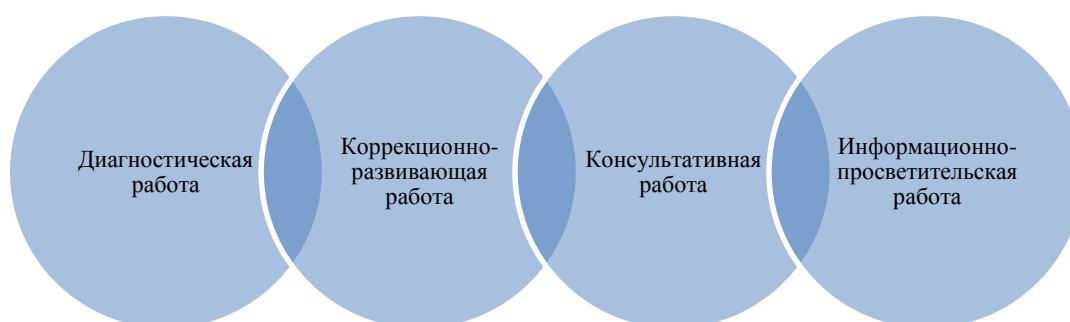 Диагностическая
работа
Коррекционно-
развивающая
работа
Консультативная
работа
Информационно-
просветительская
работа